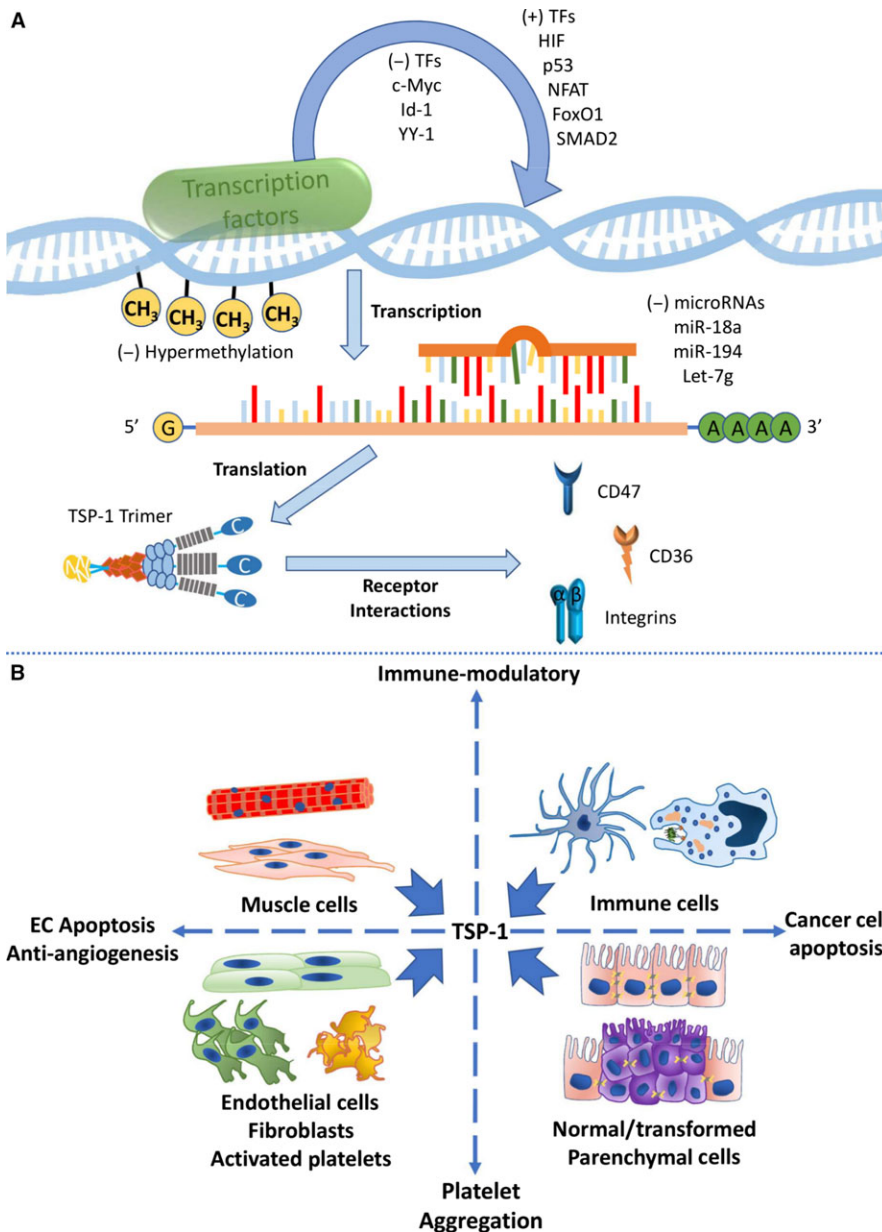 A
(+) TFs
HIF
p53
NFAT
FoxO1
SMAD2
(−) TFs
c-Myc
Id-1
YY-1
Transcription
factors
CH3
CH3
CH3
CH3
(−) Hypermethylation
Transcription
(−) microRNAs
miR-18a
miR-194
Let-7g
5’
G
A A A A
3’
Translation
TSP-1 Trimer
N
C
C
C
Receptor
Interactions
CD47
CD36
α β
Integrins
B
Immune-modulatory
Muscle cells
Immune cells
EC Apoptosis
Anti-angiogenesis
TSP-1
Cancer cell
apoptosis
Endothelial cells
Fibroblasts
Activated platelets
Normal/transformed
Parenchymal cells
Platelet
Aggregation